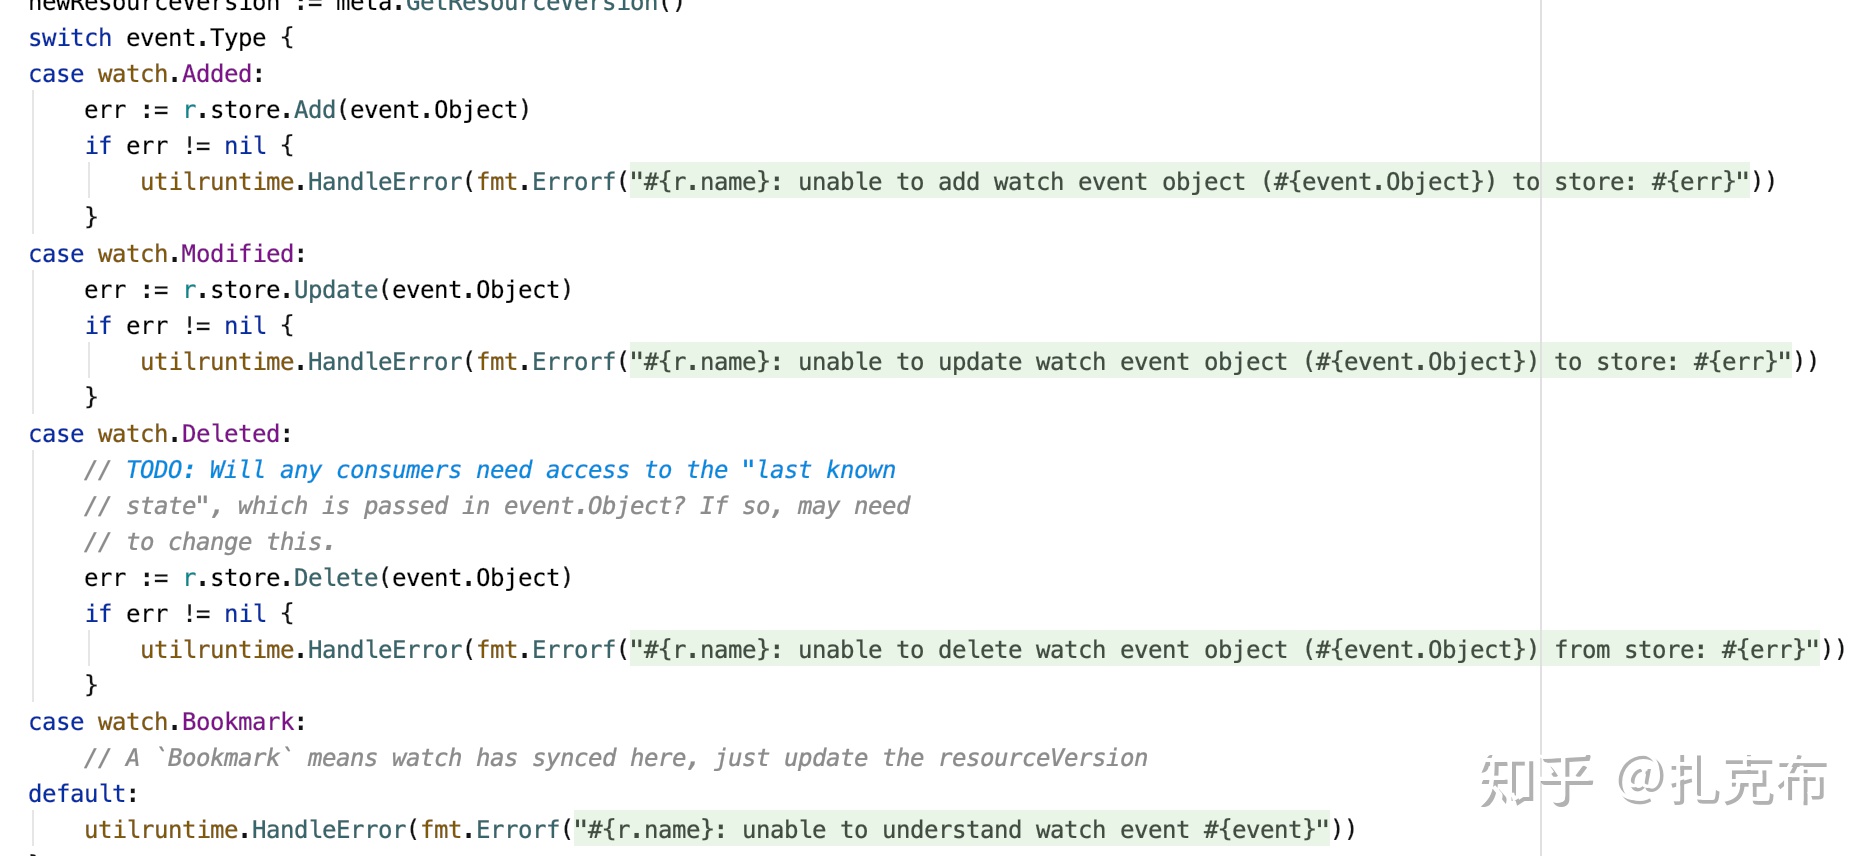 newResourceVersion := meta.GetResourceVersion()
switch event.Type {
case watch.Added:
    err := r.store.Add(event.Object)
    if err != nil {
        utilruntime.HandleError(fmt.Errorf("#{r.name}: unable to add watch event object (#{event.Object}) to store: #{err}"))
    }
case watch.Modified:
    err := r.store.Update(event.Object)
    if err != nil {
        utilruntime.HandleError(fmt.Errorf("#{r.name}: unable to update watch event object (#{event.Object}) to store: #{err}"))
    }
case watch.Deleted:
    // TODO: Will any consumers need access to the "last known
    // state", which is passed in event.Object? If so, may need
    // to change this.
    err := r.store.Delete(event.Object)
    if err != nil {
        utilruntime.HandleError(fmt.Errorf("#{r.name}: unable to delete watch event object (#{event.Object}) from store: #{err}"))
    }
case watch.Bookmark:
    // A `Bookmark` means watch has synced here, just update the resourceVersion
default:
    utilruntime.HandleError(fmt.Errorf("#{r.name}: unable to understand watch event #{event}"))
知乎 @扎克布